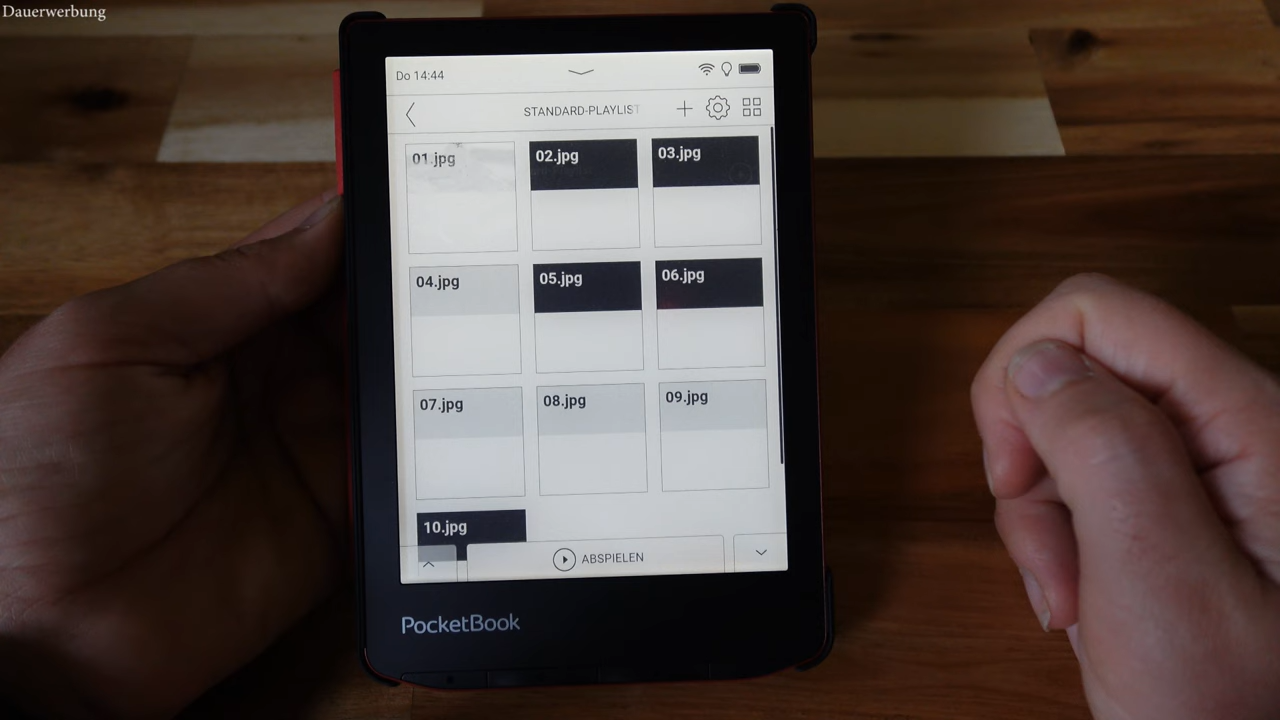 Dauerwerbung
Do 14:44
STANDARD-PLAYLIST
01.jpg
02.jpg
03.jpg
04.jpg
05.jpg
06.jpg
07.jpg
08.jpg
09.jpg
10.jpg
ABSPIELEN
PocketBook